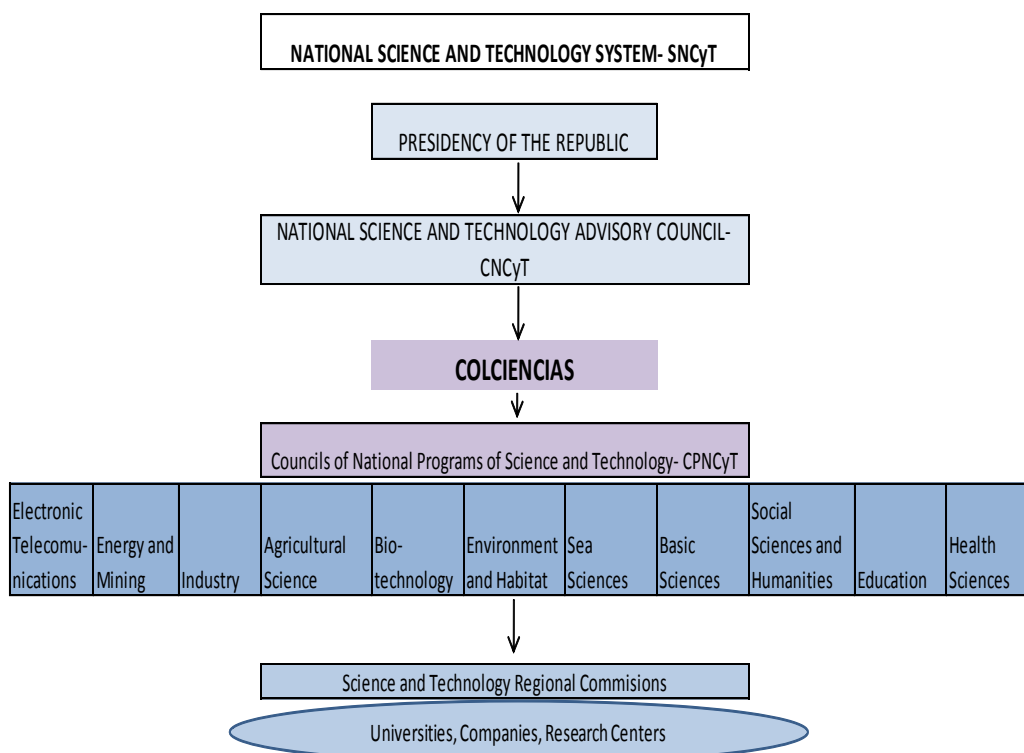 NATIONAL SCIENCE AND TECHNOLOGY SYSTEM- SNCyT
PRESIDENCY OF THE REPUBLIC
NATIONAL SCIENCE AND TECHNOLOGY ADVISORY COUNCIL-
CNCyT
COLCIENCIAS
Councils of National Programs of Science and Technology- CPNCyT
Electronic
Telecomu-
nications
Energy and
Mining
Industry
Agricultural
Science
Bio-
technology
Environment
and Habitat
Sea
Sciences
Basic
Sciences
Social
Sciences and
Humanities
Education
Health
Sciences
Science and Technology Regional Commisions
Universities, Companies, Research Centers